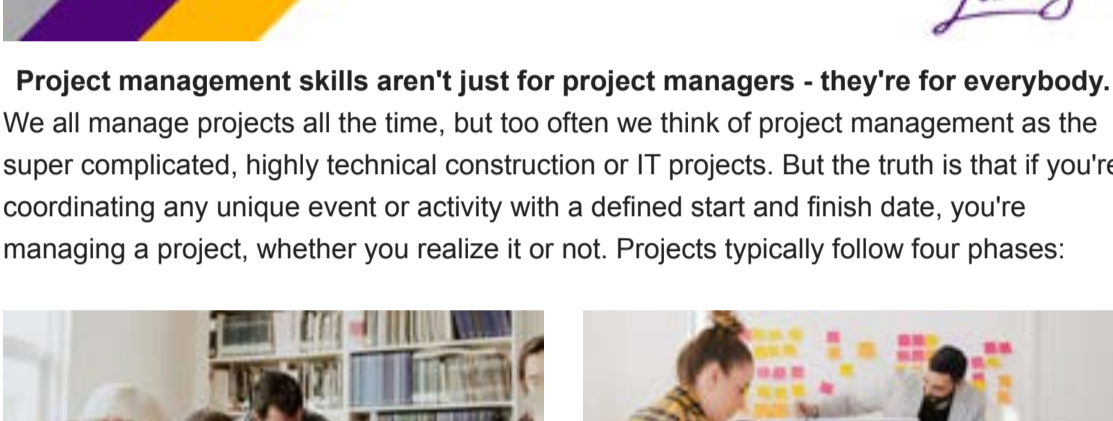 Project management skills aren't just for project managers - they're for everybody.
We all manage projects all the time, but too often we think of project management as the
super complicated, highly technical construction or IT projects. But the truth is that if you're
coordinating any unique event or activity with a defined start and finish date, you're
managing a project, whether you realize it or not. Projects typically follow four phases: